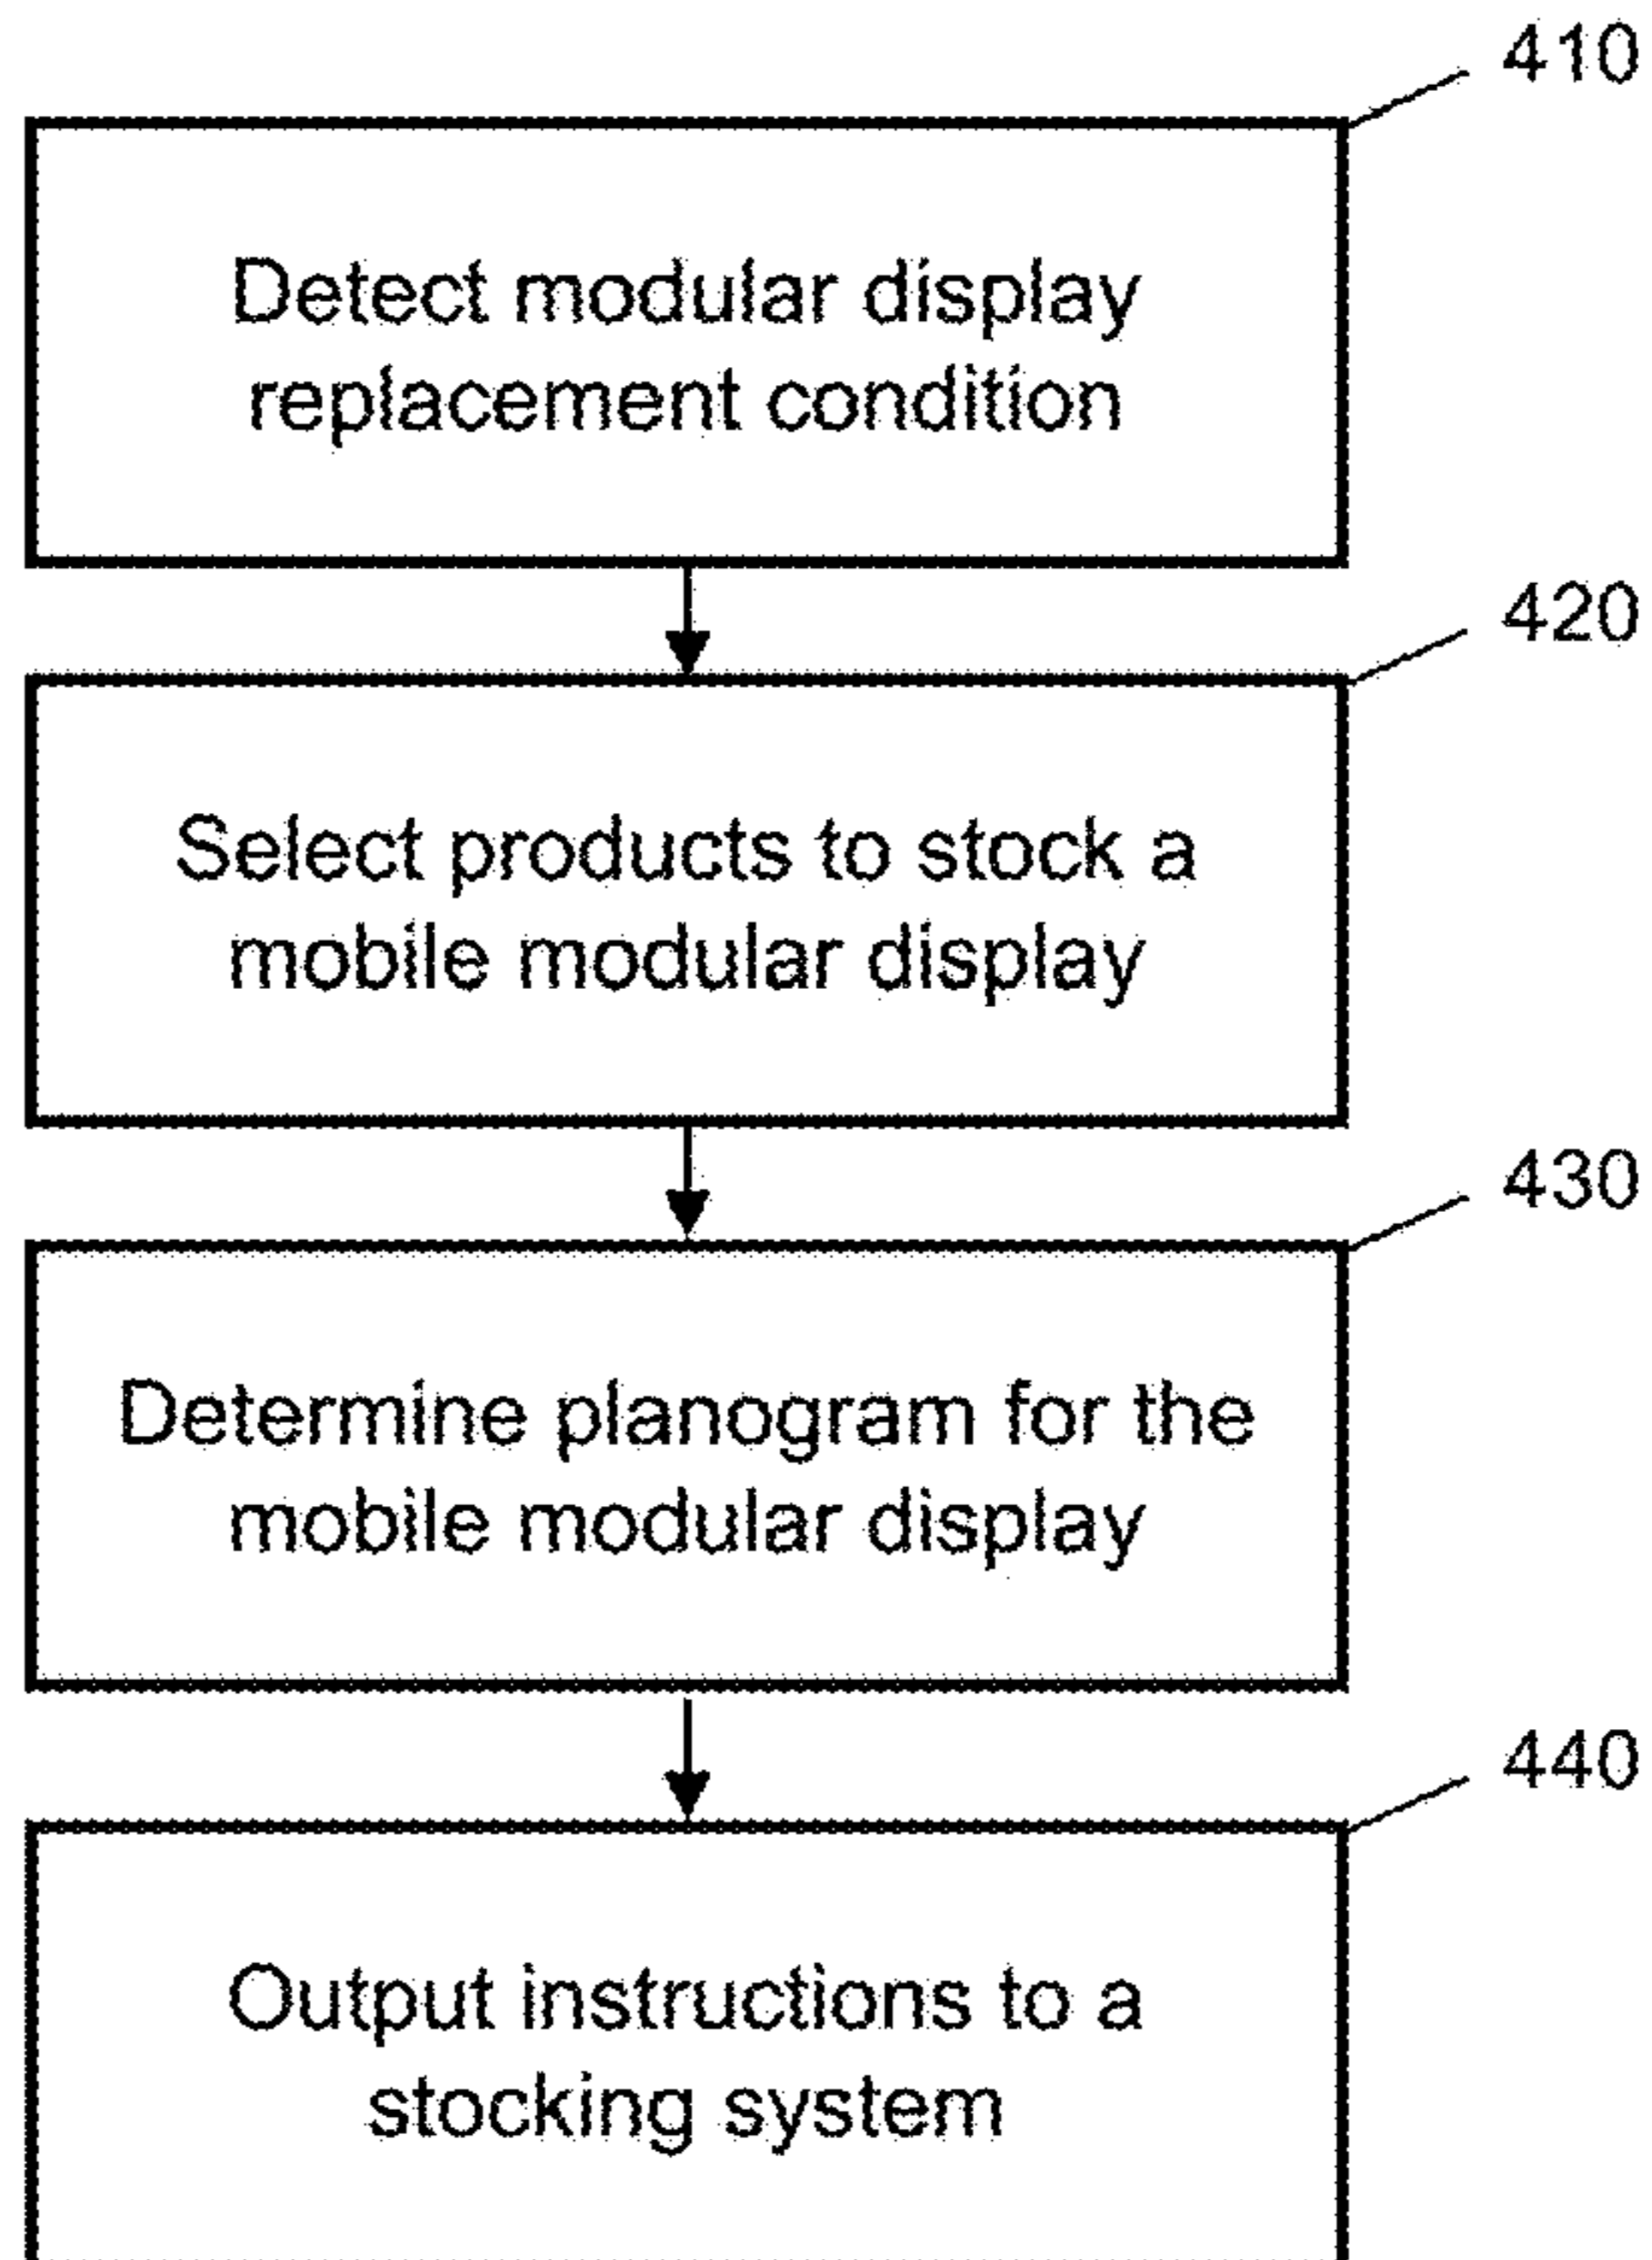 410
Detect modular display
replacement condition
420
Select products to stock a
mobile modular display
430
Determine planogram for the
mobile modular display
440
Output instructions to a
stocking system